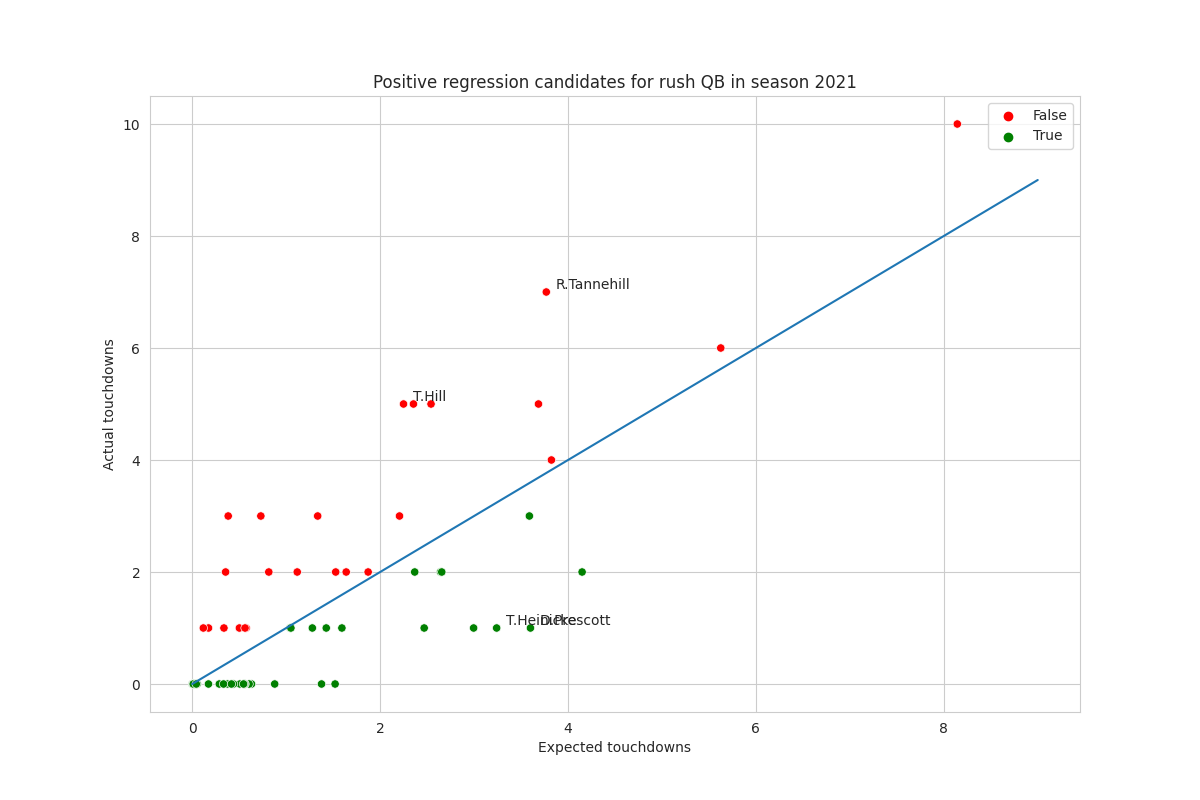 Positive regression candidates for rush QB in season 2021
10
8
6
4
2
0
Actual touchdowns
False
True
R.Tannehill
T.Hill
T.Heinicke
D.Prescott
0
2
4
6
8
Expected touchdowns